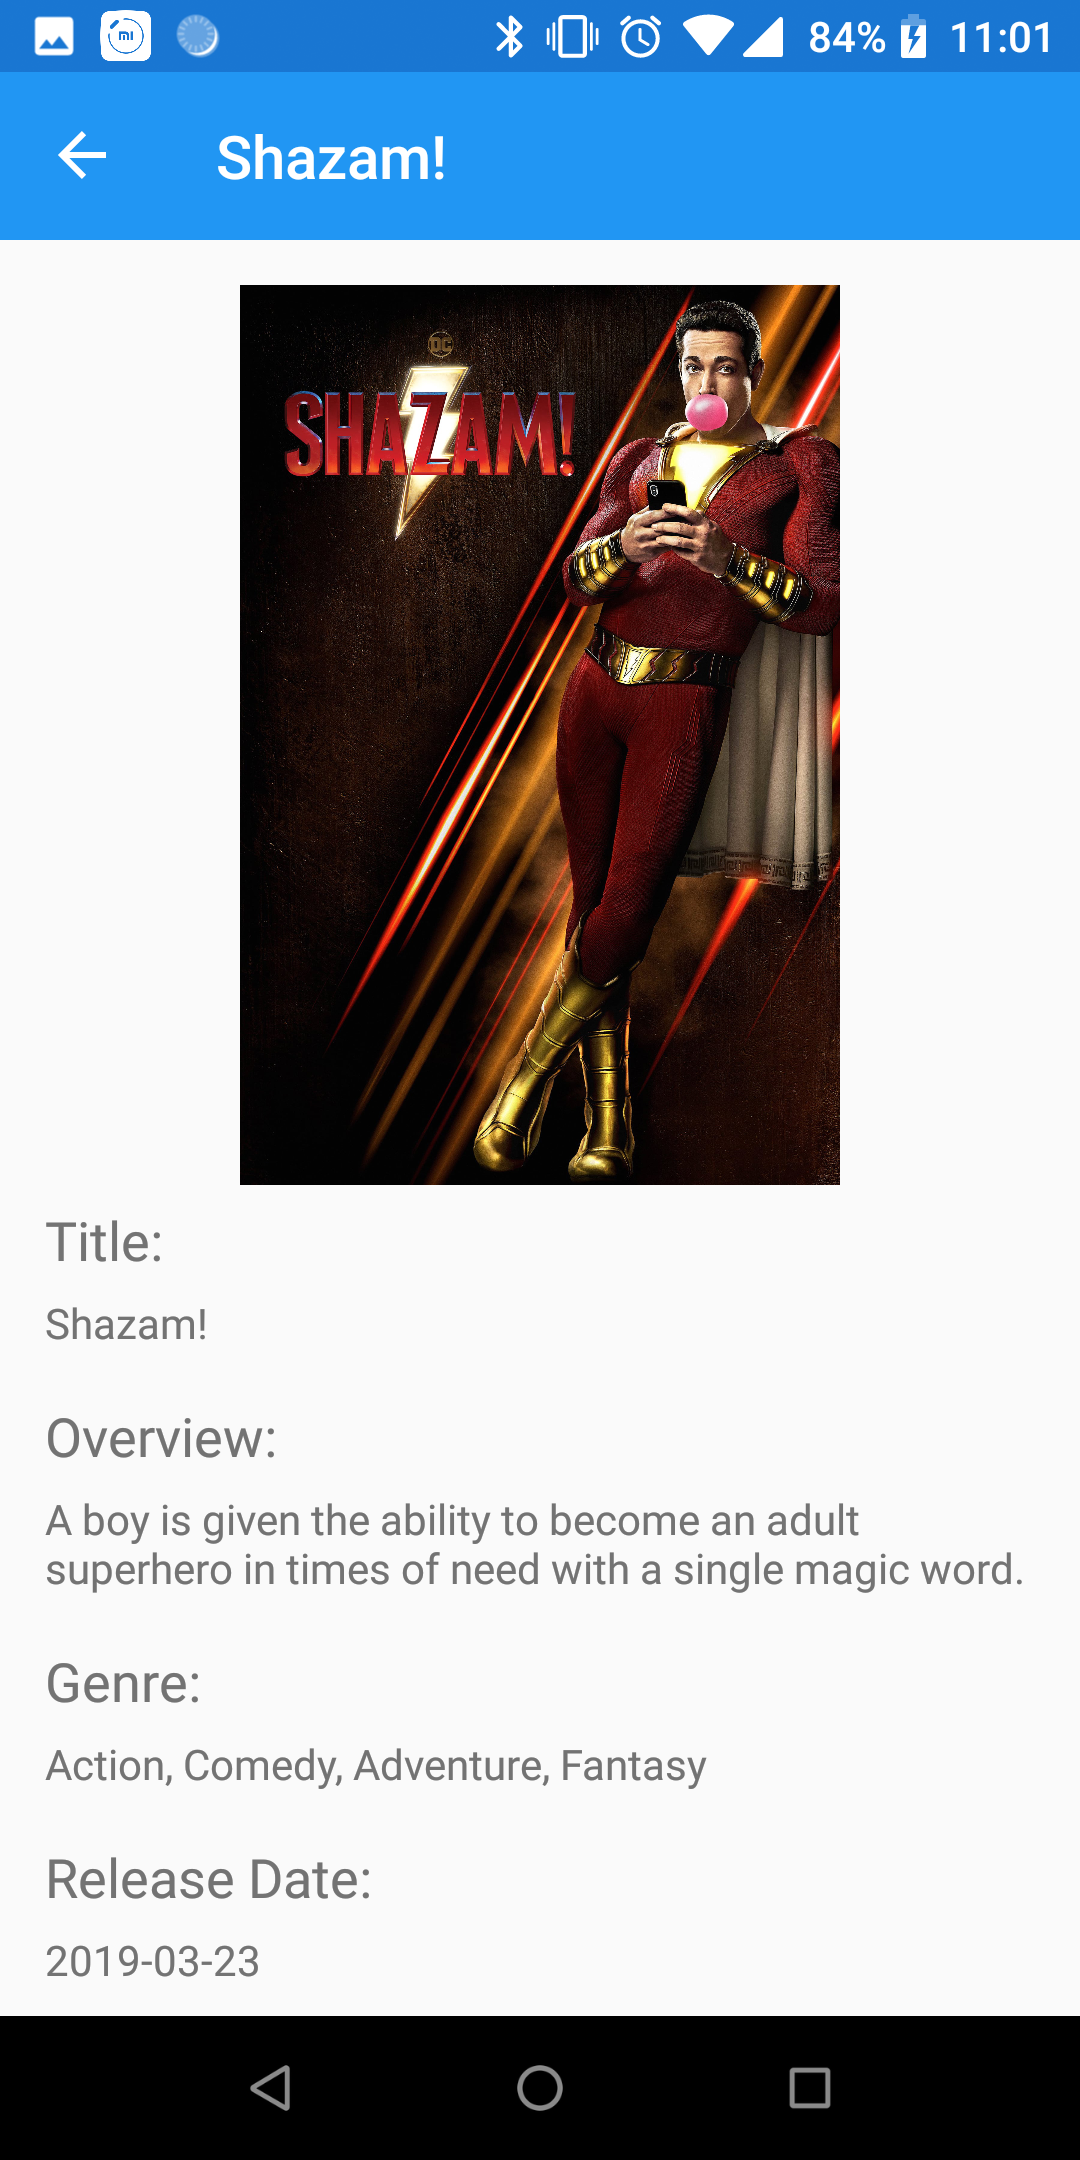 84% 11:01
Shazam!
DC
SHAZAM!
Title:
Shazam!
Overview:
A boy is given the ability to become an adult
superhero in times of need with a single magic word.
Genre:
Action, Comedy, Adventure, Fantasy
Release Date:
2019-03-23